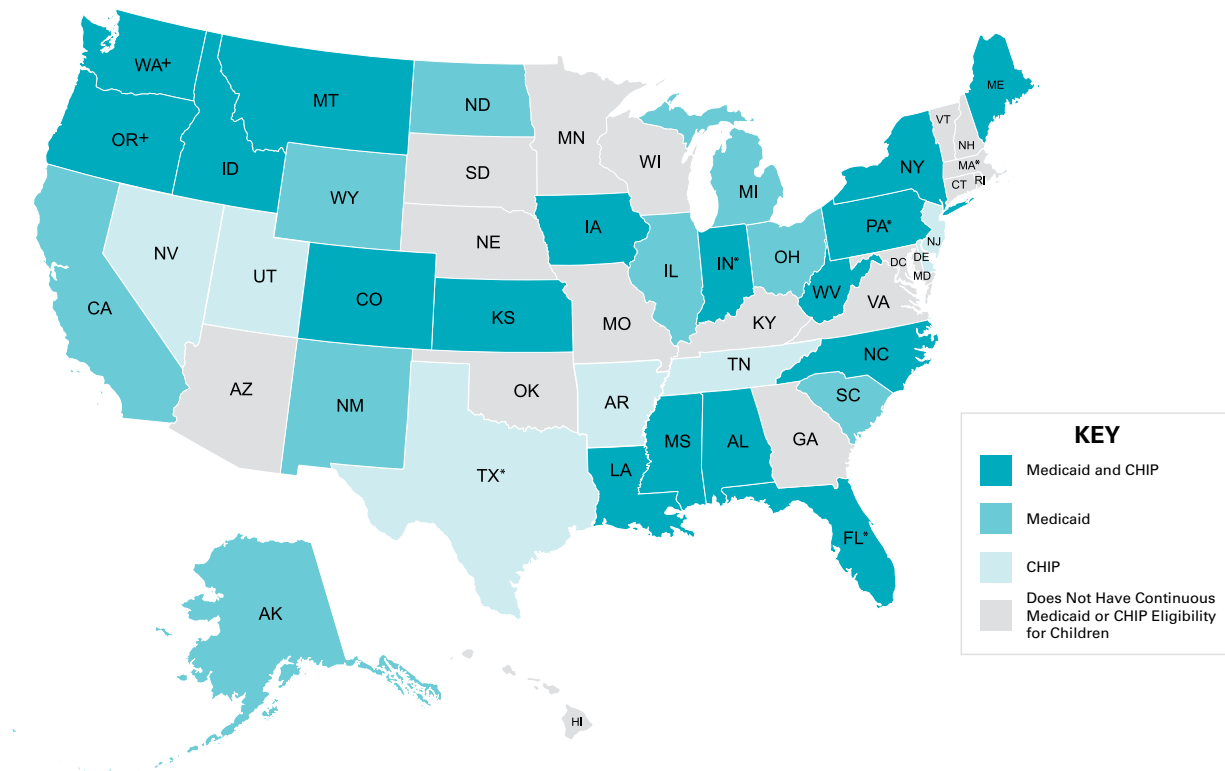 WA+
MT
ND
MN
ME
OR+
ID
SD
WI
VT
NH
NY
MA*
CT
RI
WY
MI
IA
PA*
NE
NJ
NV
UT
IL
IN*
OH
DC
DE
MD
CA
CO
WV
VA
KS
MO
KY
NC
TN
AZ
OK
NM
AR
SC
MS
AL
GA
TX*
LA
FL*
AK
HI
KEY
Medicaid and CHIP
Medicaid
CHIP
Does Not Have Continuous
Medicaid or CHIP Eligibility
for Children